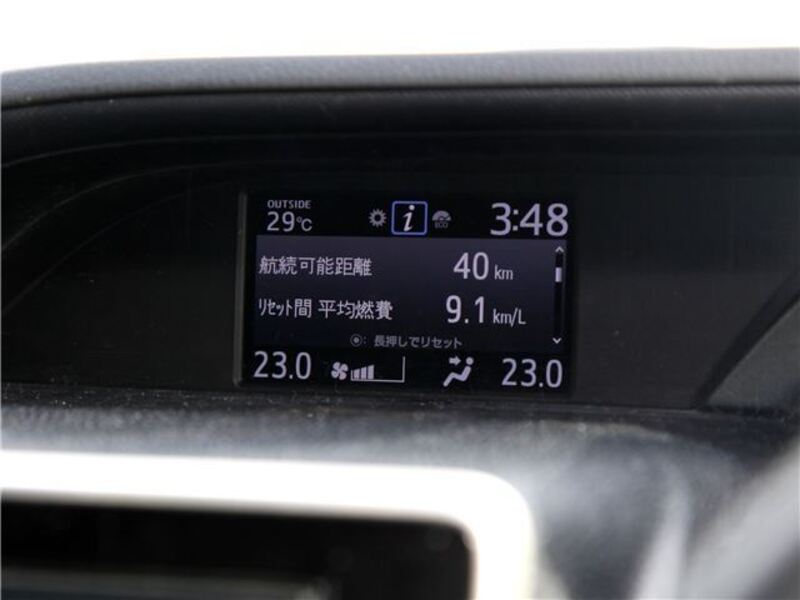 OUTSIDE
29℃ i ECO 3:48
航続可能距離 40 km
リセット間 平均燃費 9.1 km/L
⦿: 長押しでリセット
23.0 23.0